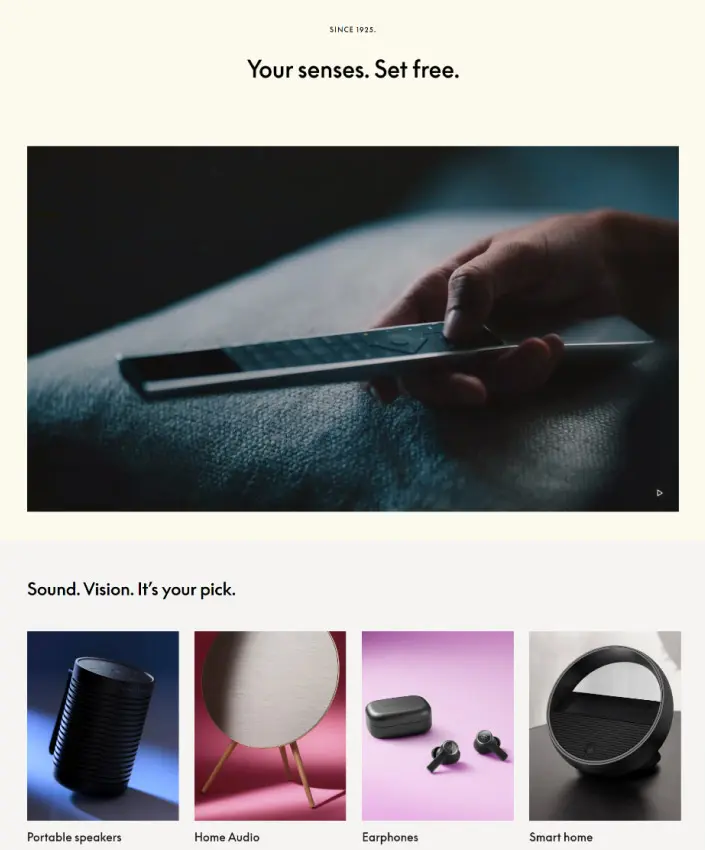 SINCE 1925.
Your senses. Set free.
Sound. Vision. It's your pick.
Portable speakers
Home Audio
Earphones
Smart home